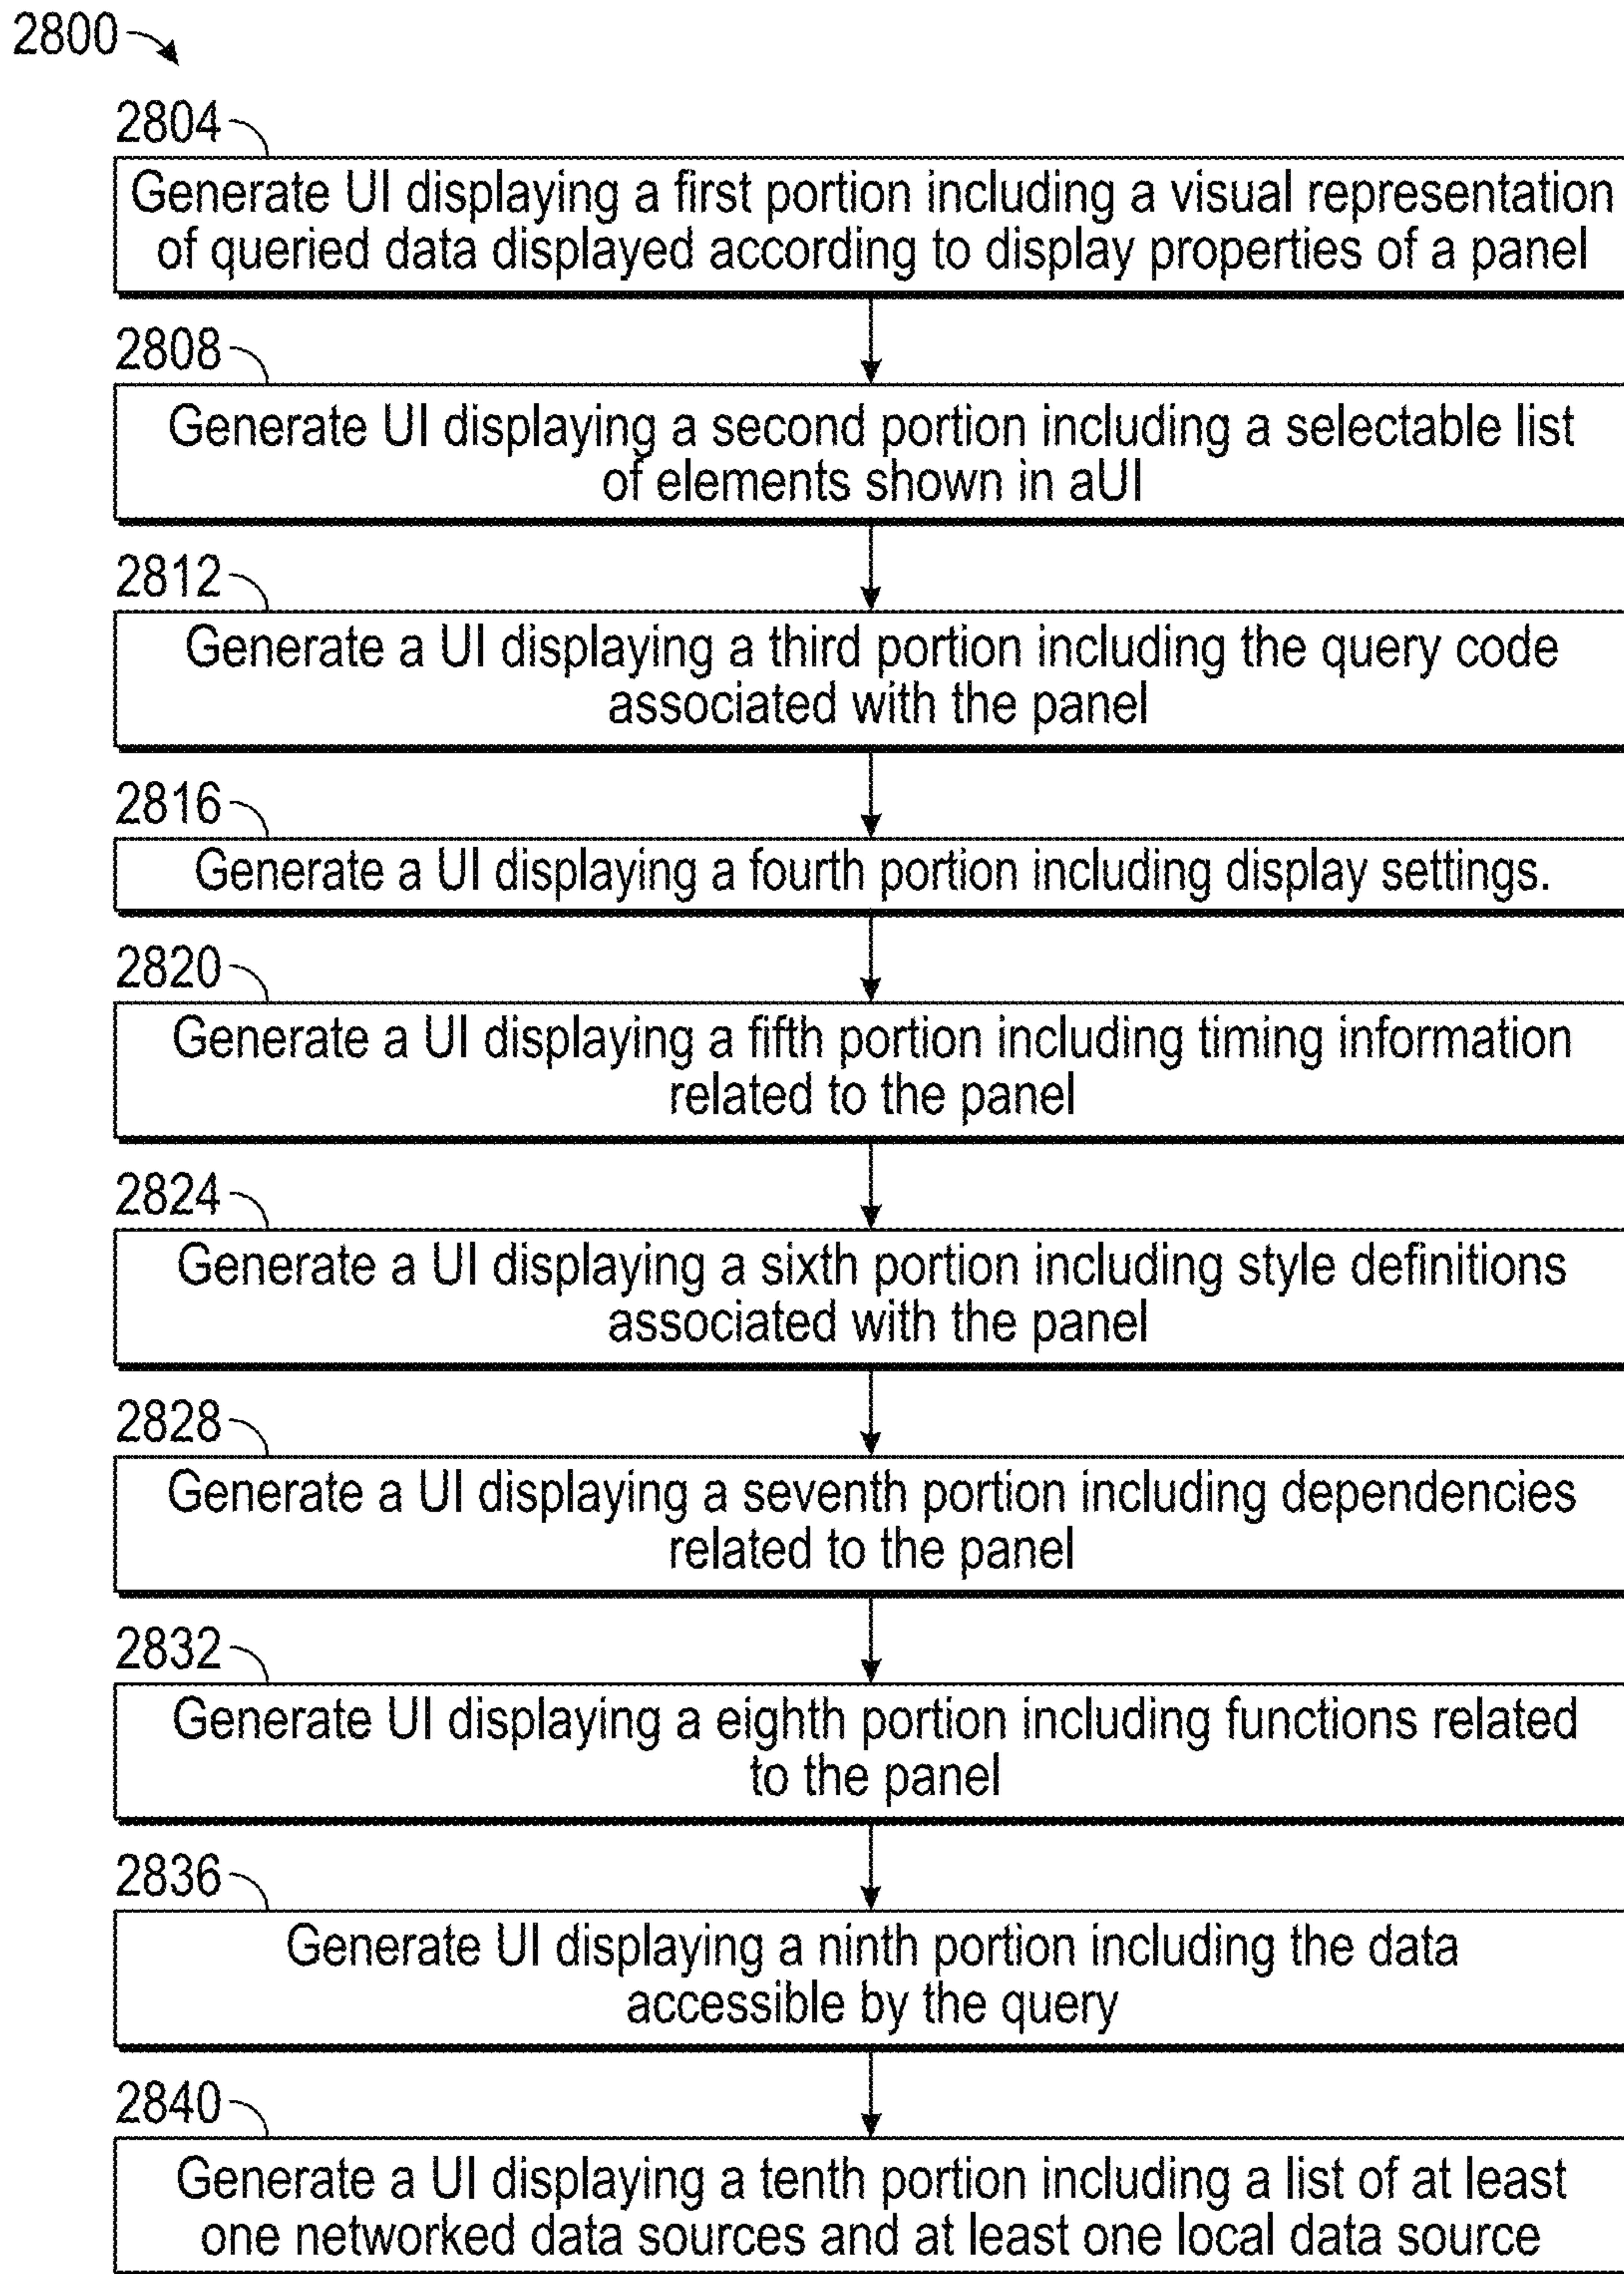 2800
2804
Generate UI displaying a first portion including a visual representation
of queried data displayed according to display properties of a panel
2808
Generate UI displaying a second portion including a selectable list
of elements shown in aUI
2812
Generate a UI displaying a third portion including the query code
associated with the panel
2816
Generate a UI displaying a fourth portion including display settings.
2820
Generate a UI displaying a fifth portion including timing information
related to the panel
2824
Generate a UI displaying a sixth portion including style definitions
associated with the panel
2828
Generate a UI displaying a seventh portion including dependencies
related to the panel
2832
Generate UI displaying a eighth portion including functions related
to the panel
2836
Generate UI displaying a ninth portion including the data
accessible by the query
2840
Generate a UI displaying a tenth portion including a list of at least
one networked data sources and at least one local data source